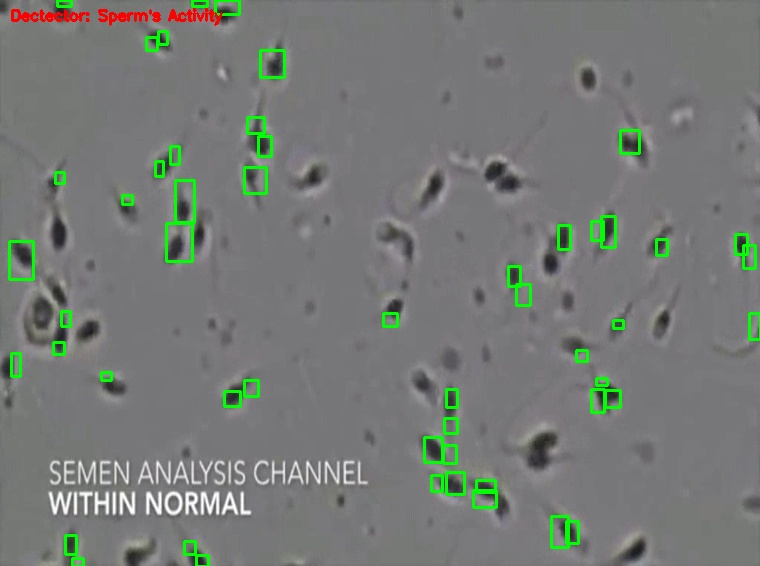 Dectector: Sperm's Activity
SEMEN ANALYSIS CHANNEL
WITHIN NORMAL